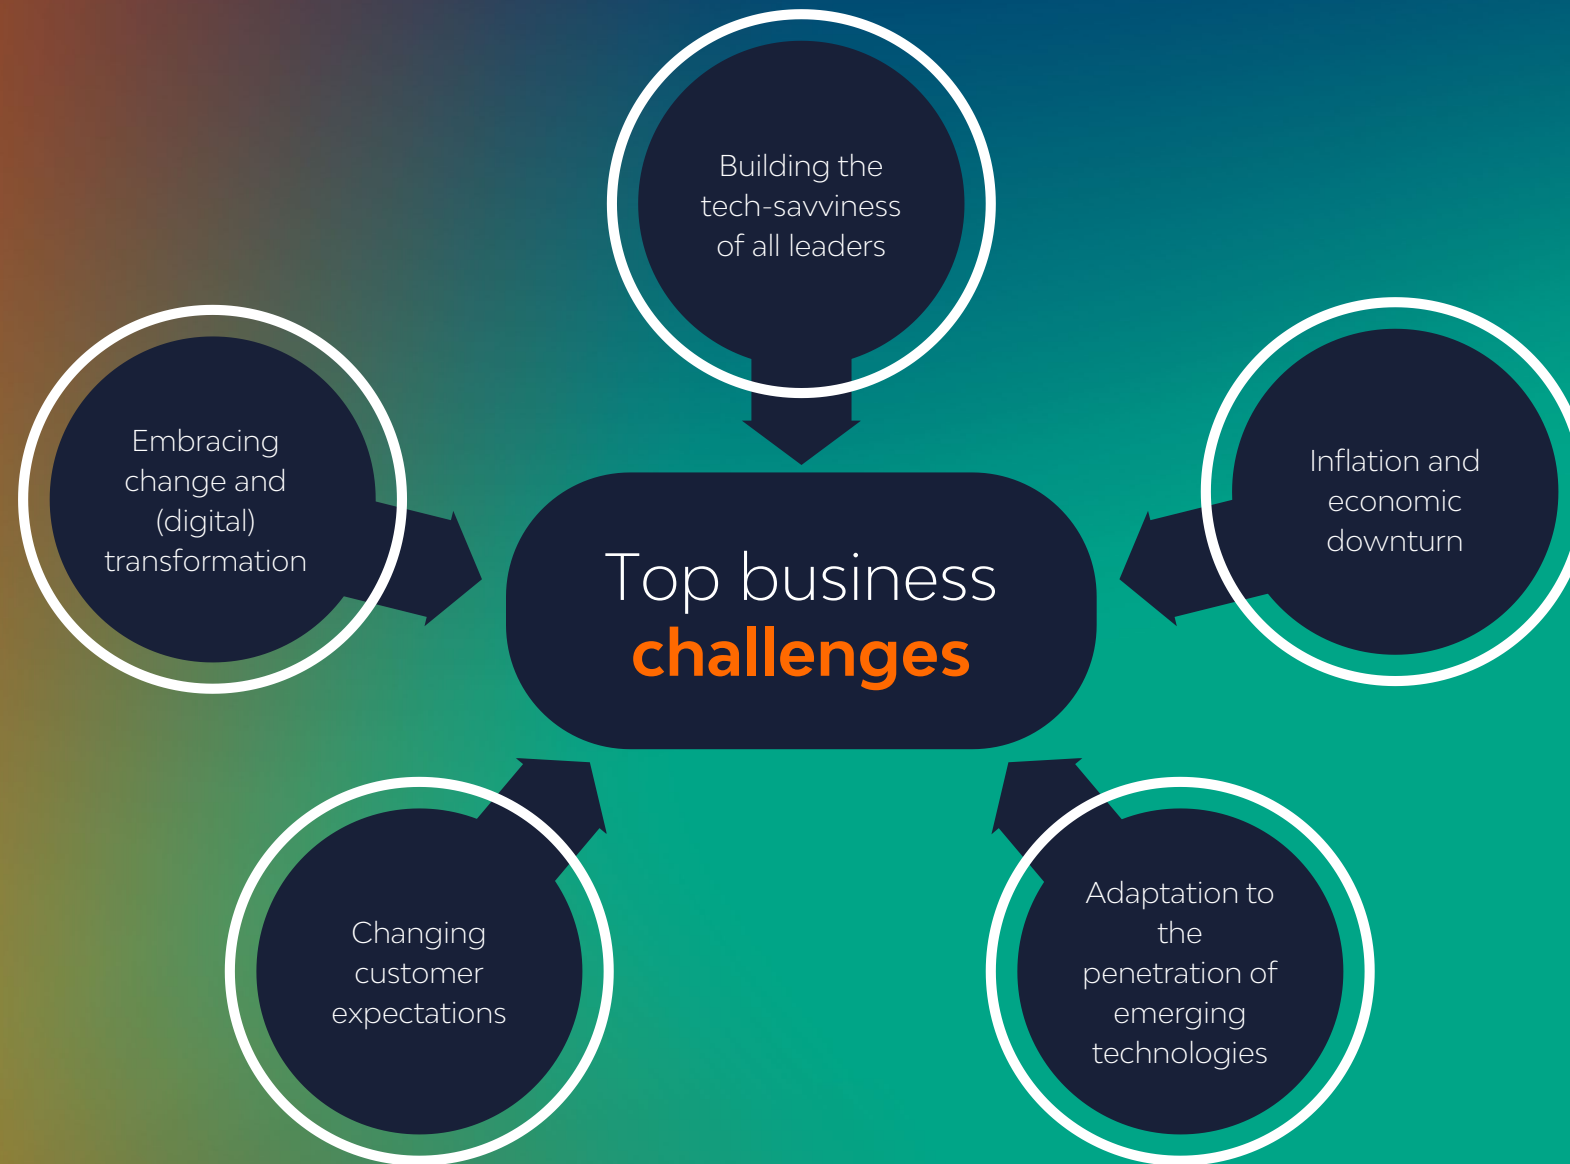 Building the
tech-savviness
of all leaders
Embracing
change and
(digital)
transformation
Inflation and
economic
downturn
Top business
challenges
Changing
customer
expectations
Adaptation to
the
penetration of
emerging
technologies